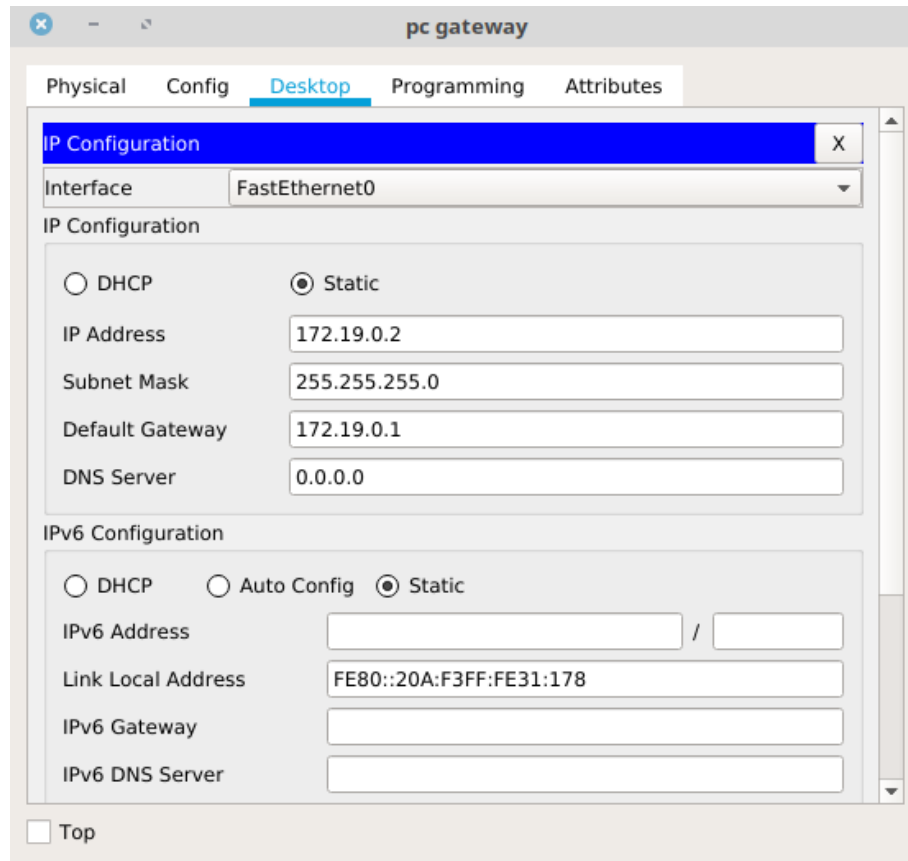 pc gateway
Physical Config Desktop Programming Attributes
IP Configuration X
Interface FastEthernet0
IP Configuration
DHCP Static
IP Address 172.19.0.2
Subnet Mask 255.255.255.0
Default Gateway 172.19.0.1
DNS Server 0.0.0.0
IPv6 Configuration
DHCP Auto Config Static
IPv6 Address /
Link Local Address FE80::20A:F3FF:FE31:178
IPv6 Gateway
IPv6 DNS Server
Top